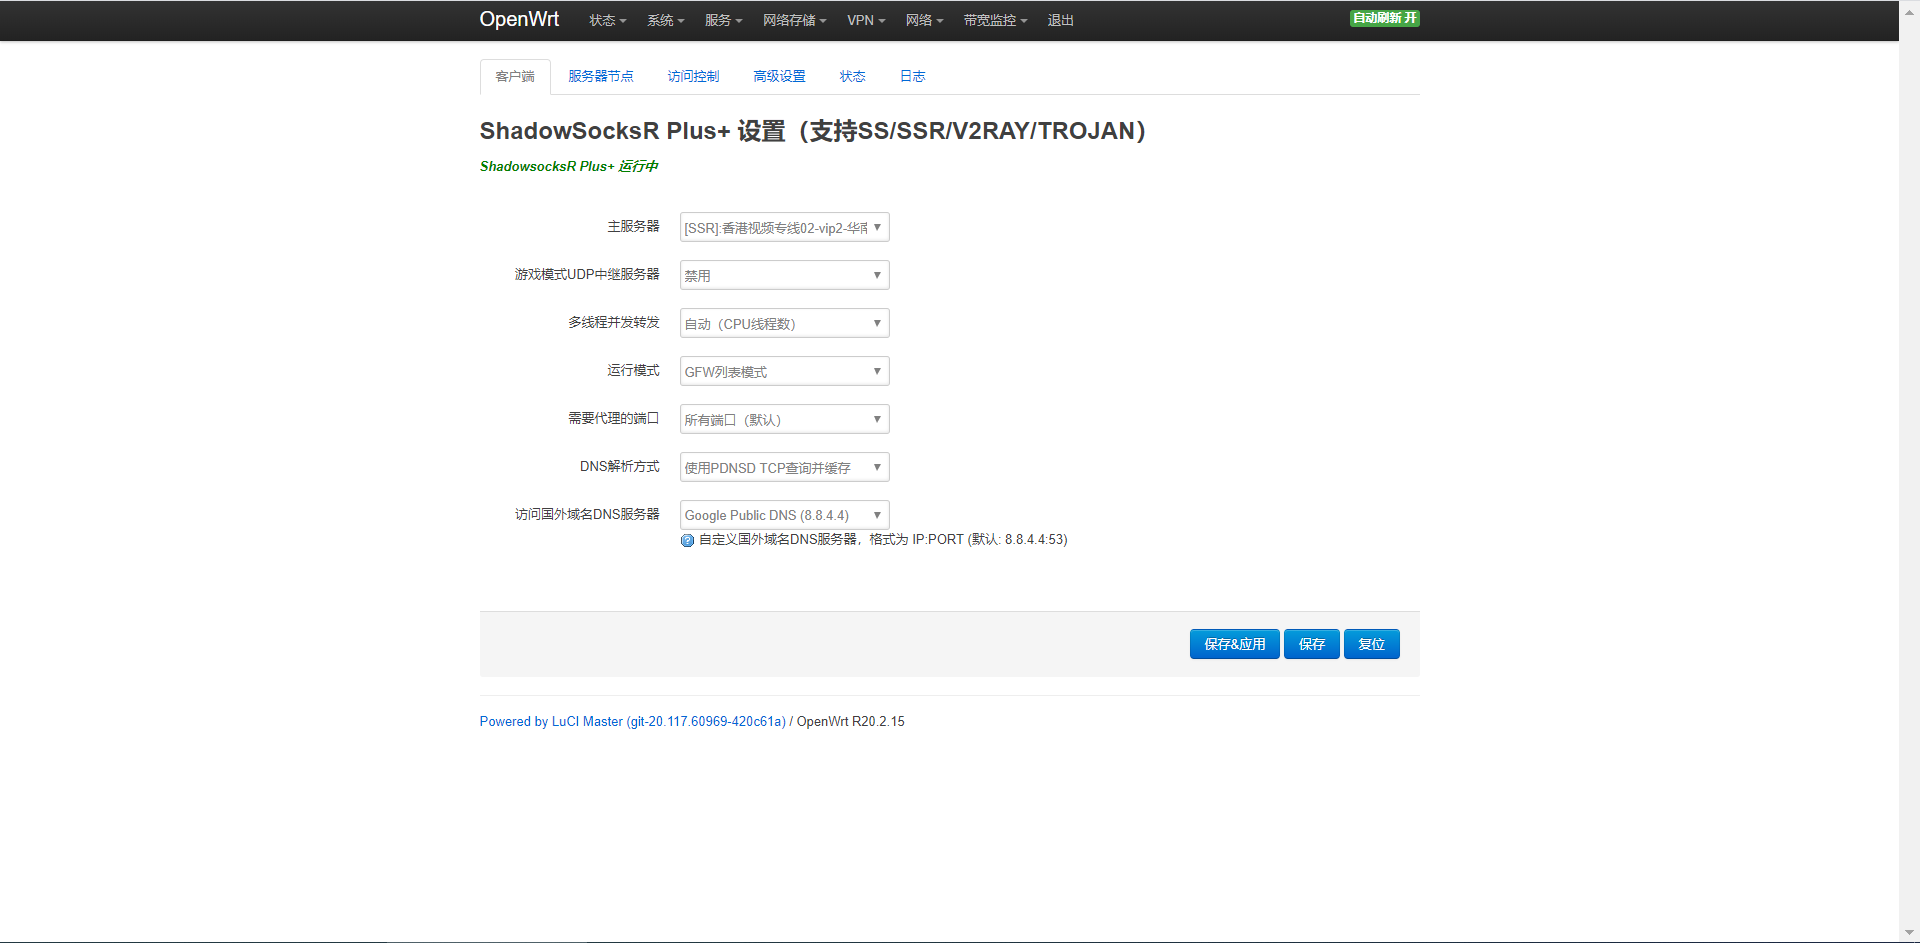 OpenWrt 状态 系统 服务 网络存储 VPN 网络 带宽监控 退出 自动刷新 开
客户端 服务器节点 访问控制 高级设置 状态 日志
ShadowSocksR Plus+ 设置（支持SS/SSR/V2RAY/TROJAN）
ShadowsocksR Plus+ 运行中
主服务器 [SSR]:香港视频专线02-vip2-华南
游戏模式UDP中继服务器 禁用
多线程并发转发 自动（CPU线程数）
运行模式 GFW列表模式
需要代理的端口 所有端口（默认）
DNS解析方式 使用PDNSD TCP查询并缓存
访问国外域名DNS服务器 Google Public DNS (8.8.4.4)
自定义国外域名DNS服务器，格式为 IP:PORT (默认: 8.8.4.4:53)
保存&应用 保存 复位
Powered by LuCI Master (git-20.117.60969-420c61a) / OpenWrt R20.2.15